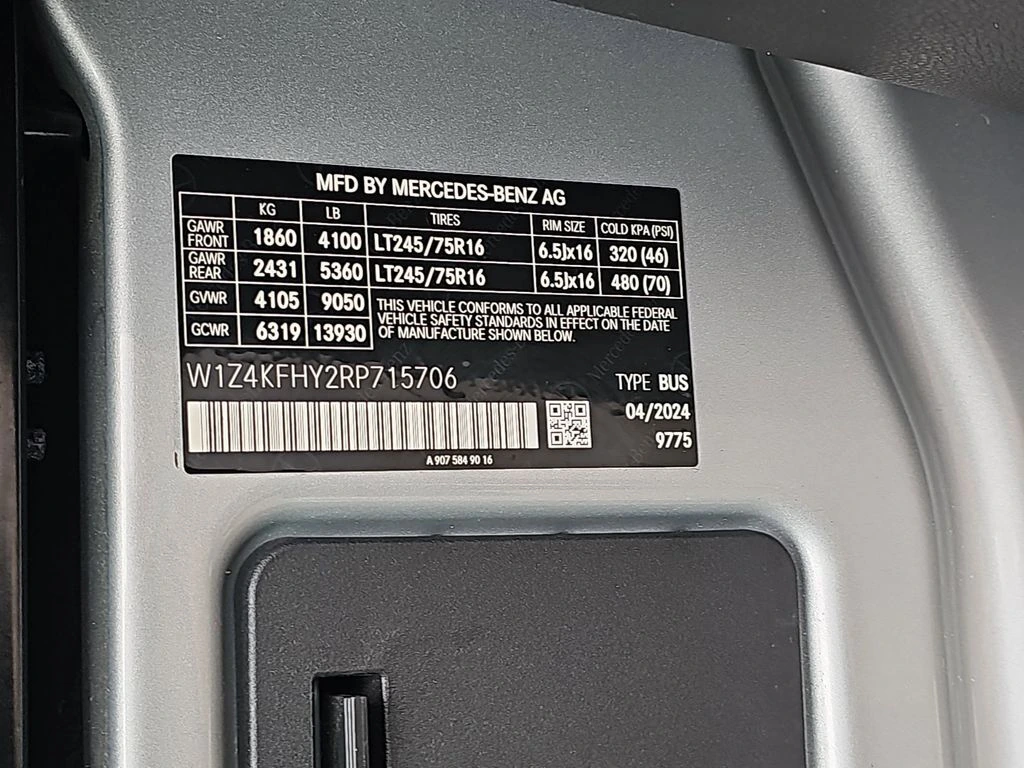 MFD BY MERCEDES-BENZ AG
KG LB TIRES RIM SIZE COLD KPA (PSI)
GAWR FRONT 1860 4100 LT245/75R16 6.5Jx16 320 (46)
GAWR REAR 2431 5360 LT245/75R16 6.5Jx16 480 (70)
GVWR 4105 9050
GCWR 6319 13930
THIS VEHICLE CONFORMS TO ALL APPLICABLE FEDERAL
VEHICLE SAFETY STANDARDS IN EFFECT ON THE DATE
OF MANUFACTURE SHOWN BELOW.
W1Z4KFHY2RP715706
TYPE BUS
04/2024
9775
A 907 584 90 16